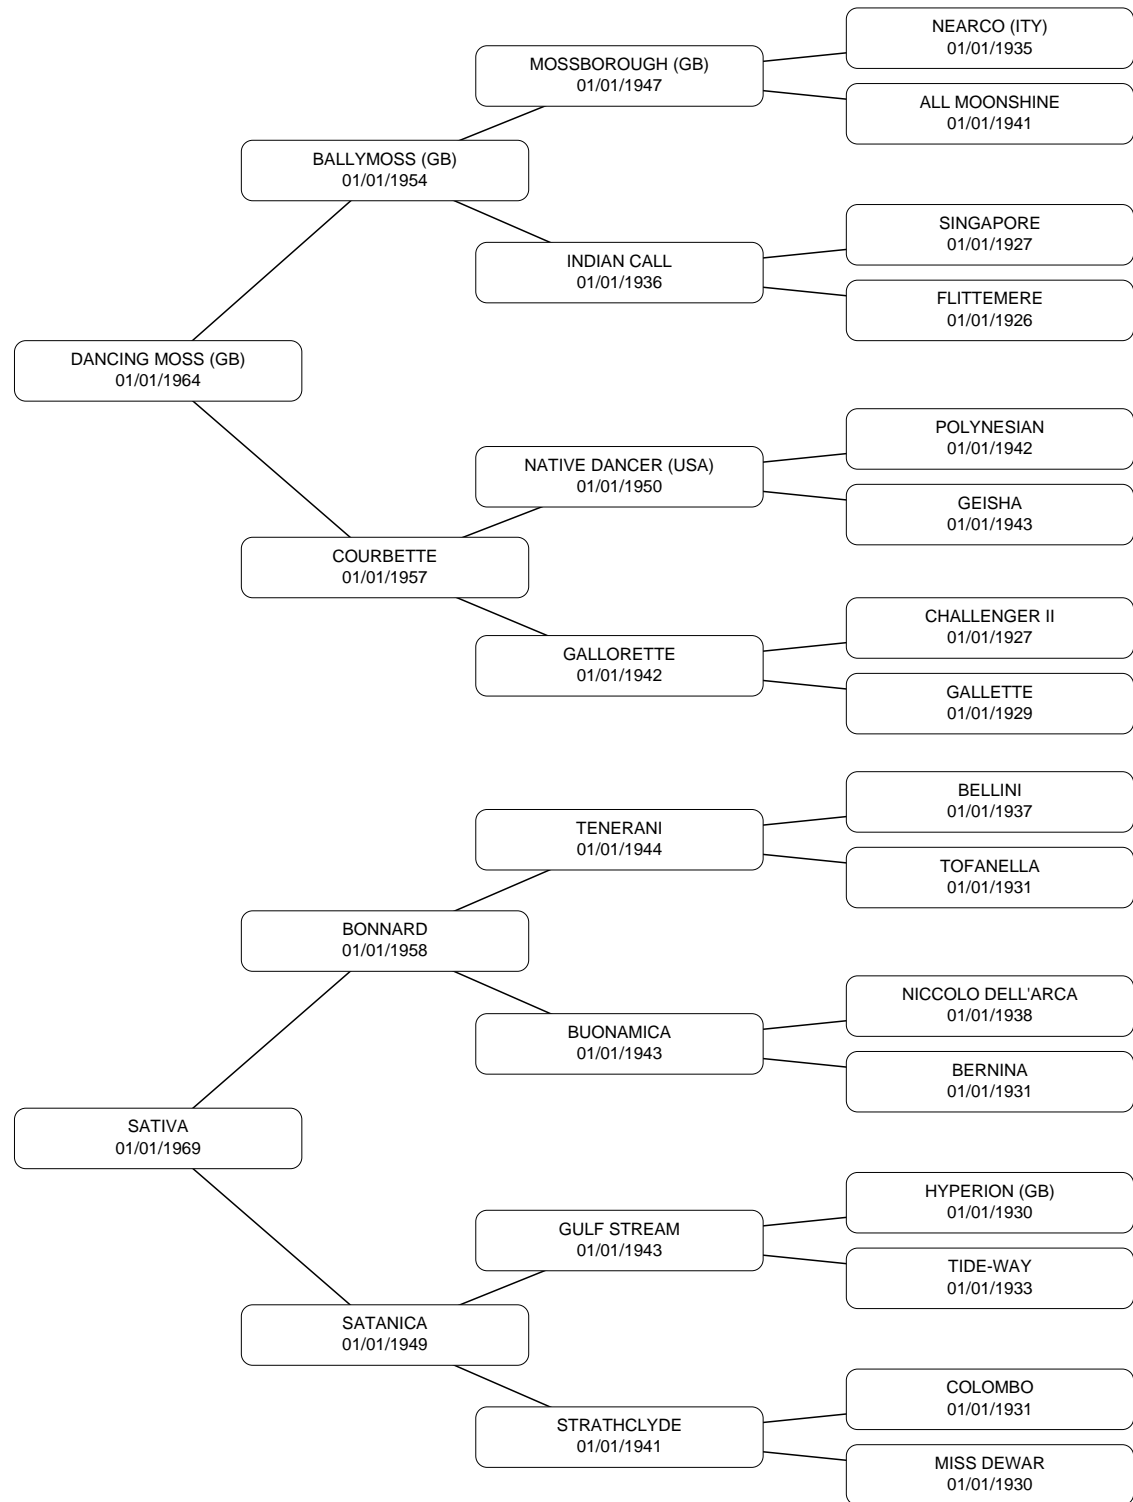 NEARCO (ITY)
01/01/1935
MOSSBOROUGH (GB)
01/01/1947
ALL MOONSHINE
01/01/1941
BALLYMOSS (GB)
01/01/1954
SINGAPORE
01/01/1927
INDIAN CALL
01/01/1936
FLITTEMERE
01/01/1926
DANCING MOSS (GB)
01/01/1964
POLYNESIAN
01/01/1942
NATIVE DANCER (USA)
01/01/1950
GEISHA
01/01/1943
COURBETTE
01/01/1957
CHALLENGER II
01/01/1927
GALLORETTE
01/01/1942
GALLETTE
01/01/1929
BELLINI
01/01/1937
TENERANI
01/01/1944
TOFANELLA
01/01/1931
BONNARD
01/01/1958
NICCOLO DELL'ARCA
01/01/1938
BUONAMICA
01/01/1943
BERNINA
01/01/1931
SATIVA
01/01/1969
HYPERION (GB)
01/01/1930
GULF STREAM
01/01/1943
TIDE-WAY
01/01/1933
SATANICA
01/01/1949
COLOMBO
01/01/1931
STRATHCLYDE
01/01/1941
MISS DEWAR
01/01/1930